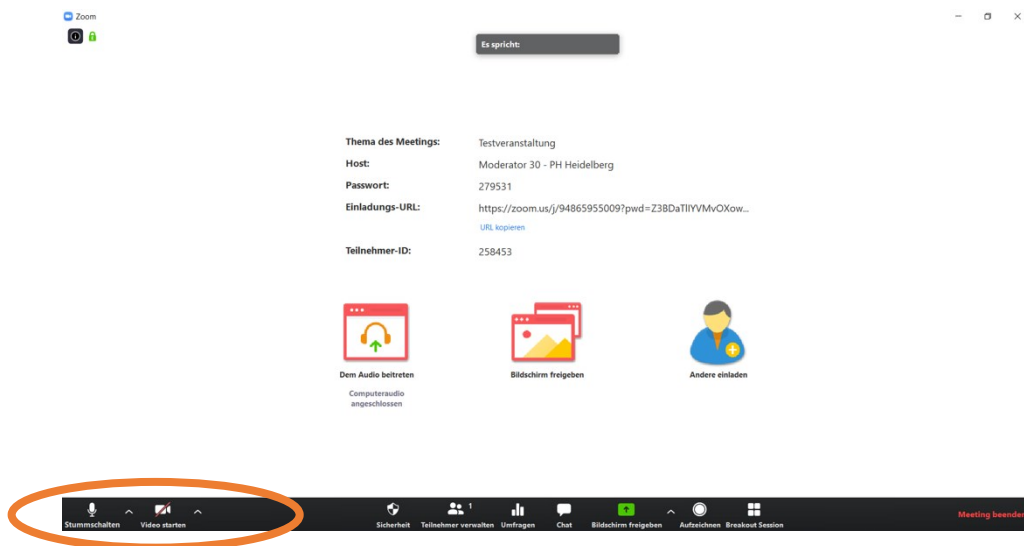 Zoom
Es spricht:
Thema des Meetings: Testveranstaltung
Host: Moderator 30 - PH Heidelberg
Passwort: 279531
Einladungs-URL: https://zoom.us/j/94865955009?pwd=Z3BDaTlIYVMvOXow...
URL kopieren
Teilnehmer-ID: 258453
Dem Audio beitreten Bildschirm freigeben Andere einladen
Computeraudio
angeschlossen
1
Stummschalten Video starten Sicherheit Teilnehmer verwalten Umfragen Chat Bildschirm freigeben Aufzeichnen Breakout Session Meeting beenden